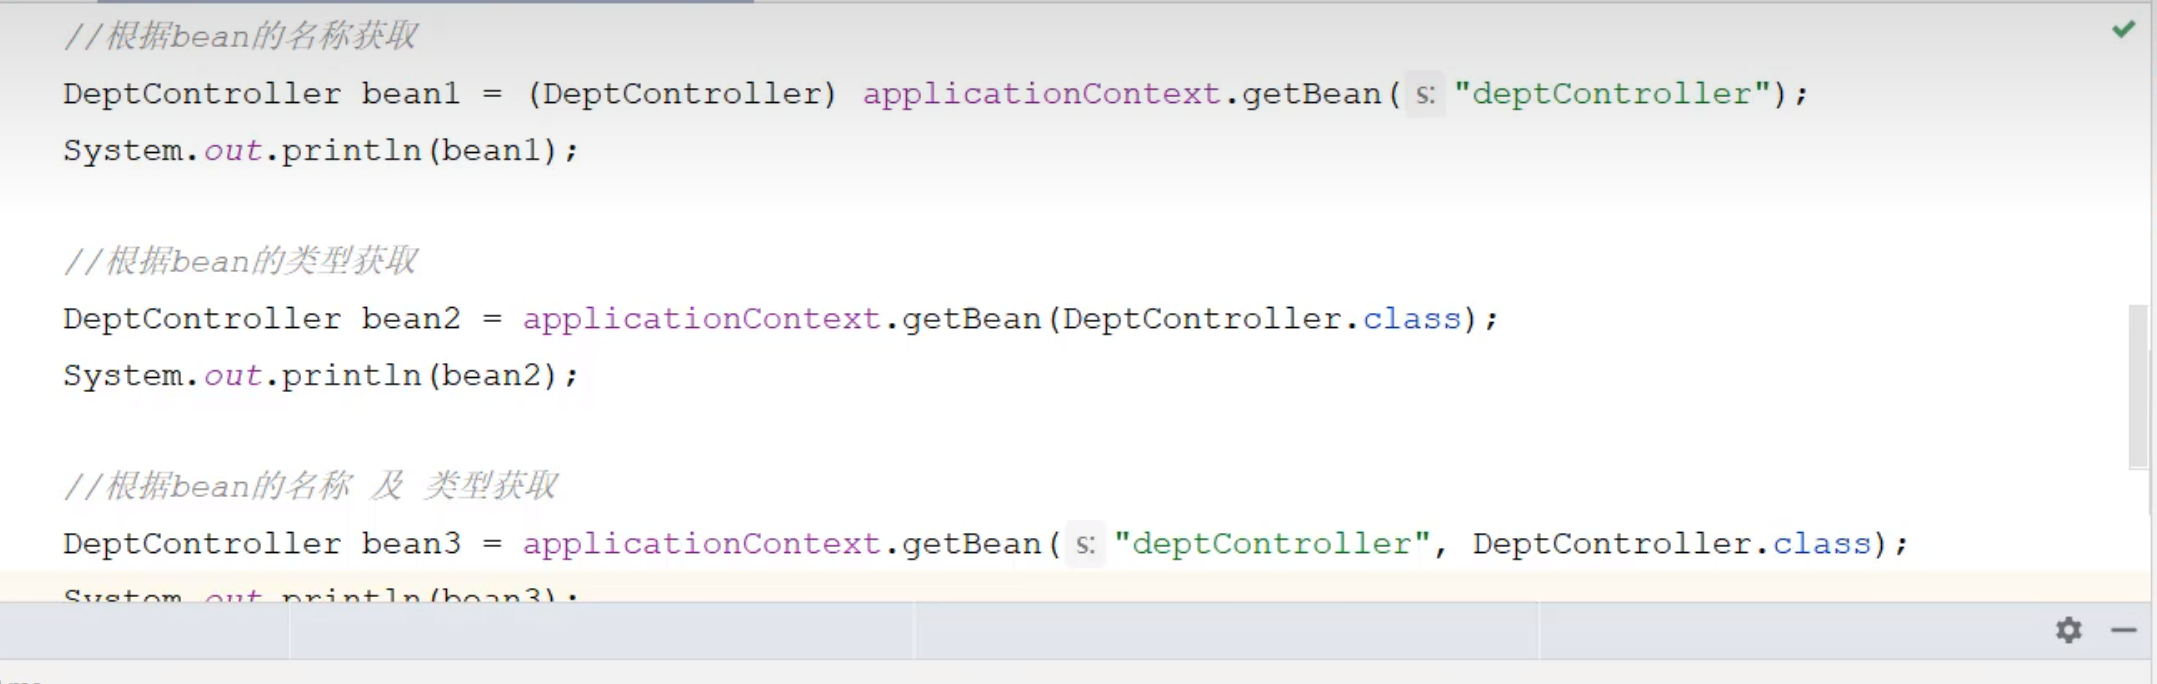 //根据bean的名称获取
DeptController bean1 = (DeptController) applicationContext.getBean( s: "deptController");
System.out.println(bean1);
//根据bean的类型获取
DeptController bean2 = applicationContext.getBean(DeptController.class);
System.out.println(bean2);
//根据bean的名称 及 类型获取
DeptController bean3 = applicationContext.getBean( s: "deptController", DeptController.class);
System.out.println(bean3);